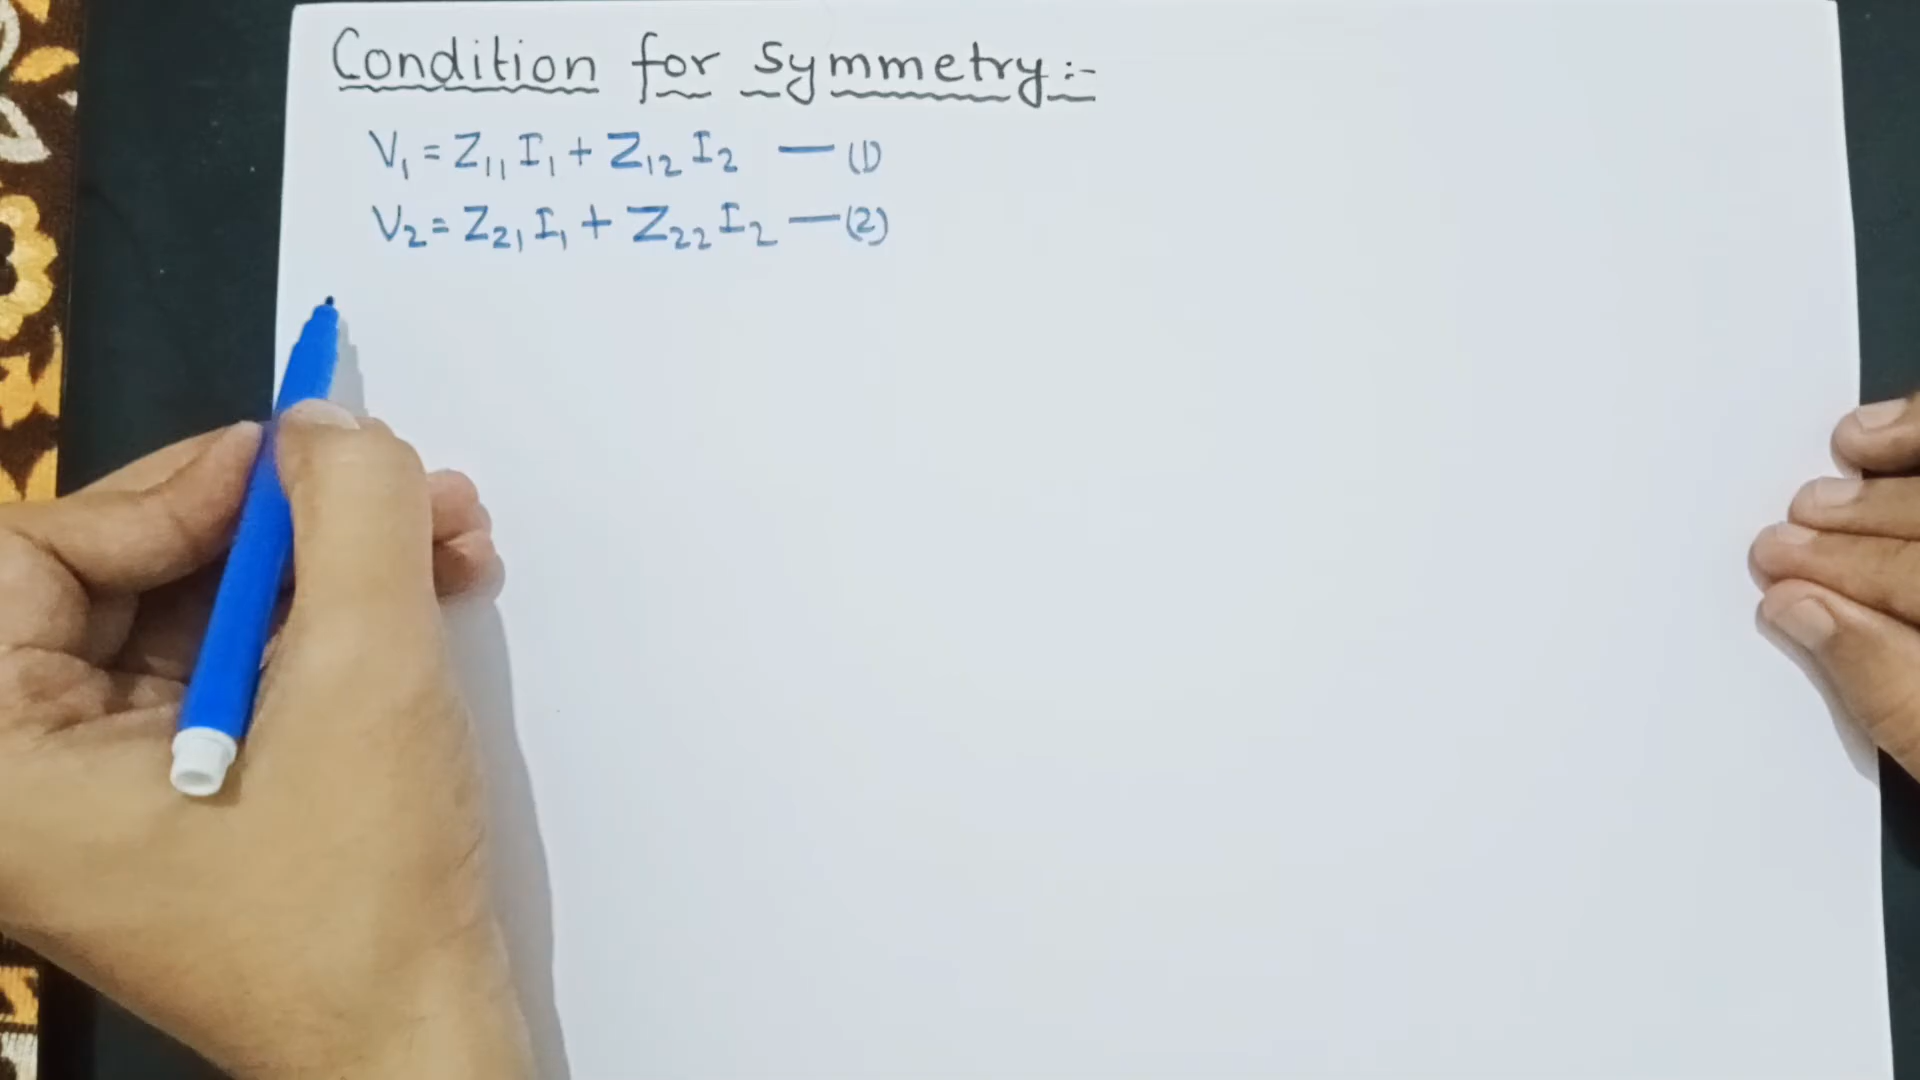 Condition for symmetry:-
V₁ = Z₁₁ I₁ + Z₁₂ I₂ — (1)
V₂ = Z₂₁ I₁ + Z₂₂ I₂ — (2)